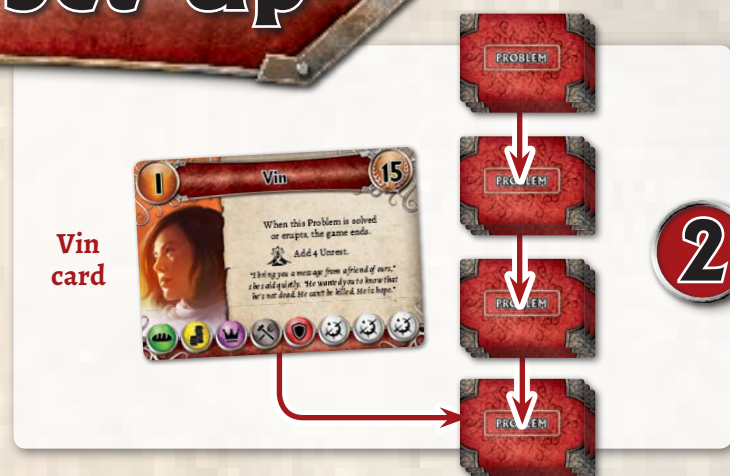 set up
PROBLEM
PROBLEM
PROBLEM
PROBLEM
Vin
card
1
Vin
15
When this Problem is solved
or erupts, the game ends.
Add 4 Unrest.
"I bring you a message from a friend of ours,"
she said quietly. "He wanted you to know that
he's not dead. He can't be killed. He is hope."
2